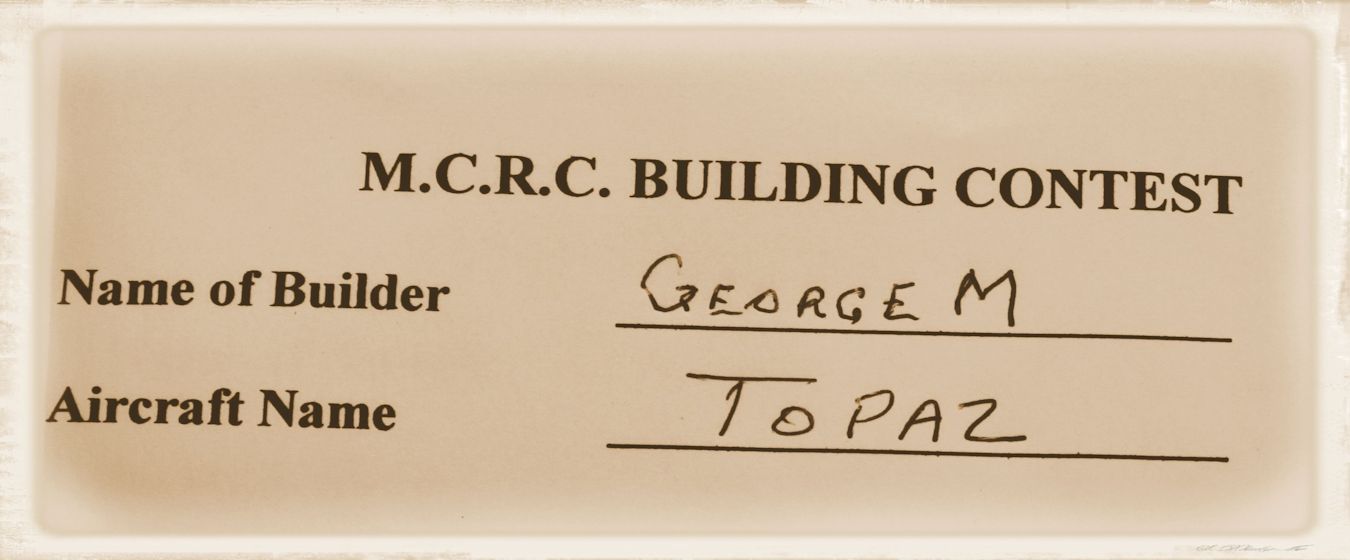 M.C.R.C. BUILDING CONTEST
Name of Builder GEORGE M
Aircraft Name TOPAZ